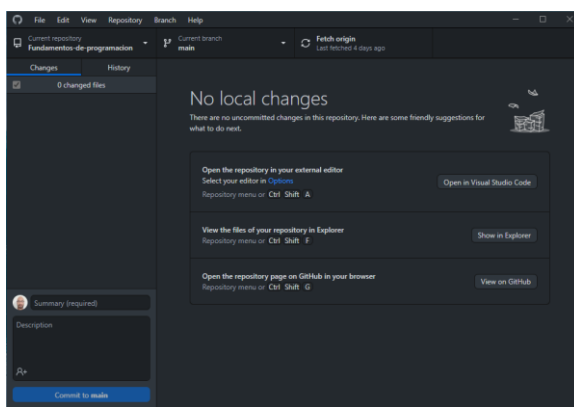 File Edit View Repository Branch Help
Current repository
Fundamentos-de-programacion
Current branch
main
Fetch origin
Last fetched 4 days ago
Changes History
0 changed files
No local changes
There are no uncommitted changes in this repository. Here are some friendly suggestions for
what to do next.
Open the repository in your external editor
Select your editor in Options
Repository menu or Ctrl Shift A
Open in Visual Studio Code
View the files of your repository in Explorer
Repository menu or Ctrl Shift F
Show in Explorer
Open the repository page on GitHub in your browser
Repository menu or Ctrl Shift G
View on GitHub
Summary (required)
Description
Commit to main